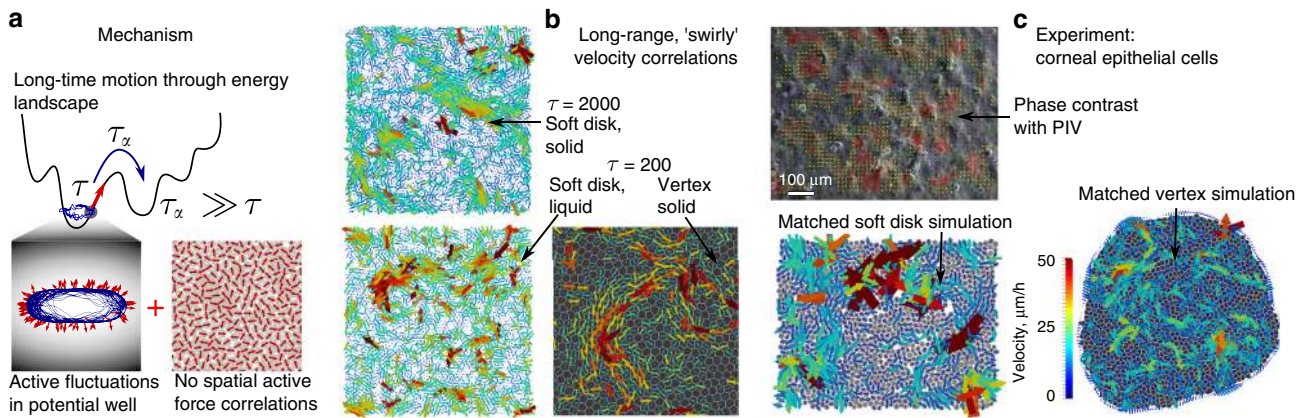 a
Mechanism
Long-time motion through energy
landscape
τα
τ
τα ≫ τ
+
Active fluctuations
in potential well
No spatial active
force correlations
b
Long-range, 'swirly'
velocity correlations
τ = 2000
Soft disk,
solid
τ = 200
Soft disk,
liquid
Vertex
solid
c
Experiment:
corneal epithelial cells
Phase contrast
with PIV
100 μm
Matched soft disk simulation
Matched vertex simulation
Velocity, μm/h
50
25
0